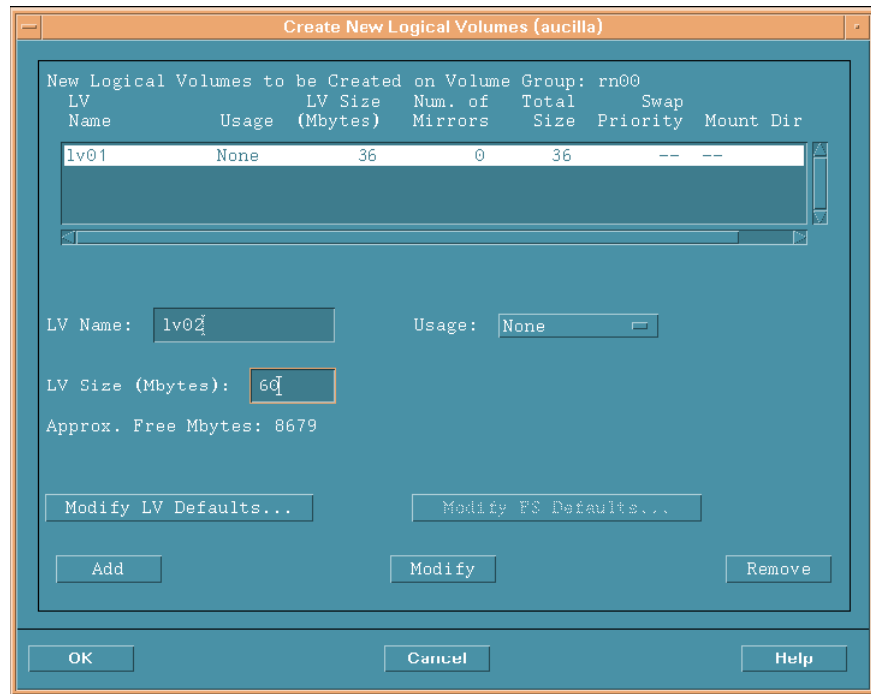 Create New Logical Volumes (aucilla)
New Logical Volumes to be Created on Volume Group: rn00
LV LV Size Num. of Total Swap
Name Usage (Mbytes) Mirrors Size Priority Mount Dir
lv01 None 36 0 36 -- --
LV Name: lv02 Usage: None
LV Size (Mbytes): 60
Approx. Free Mbytes: 8679
Modify LV Defaults... Modify FS Defaults...
Add Modify Remove
OK Cancel Help